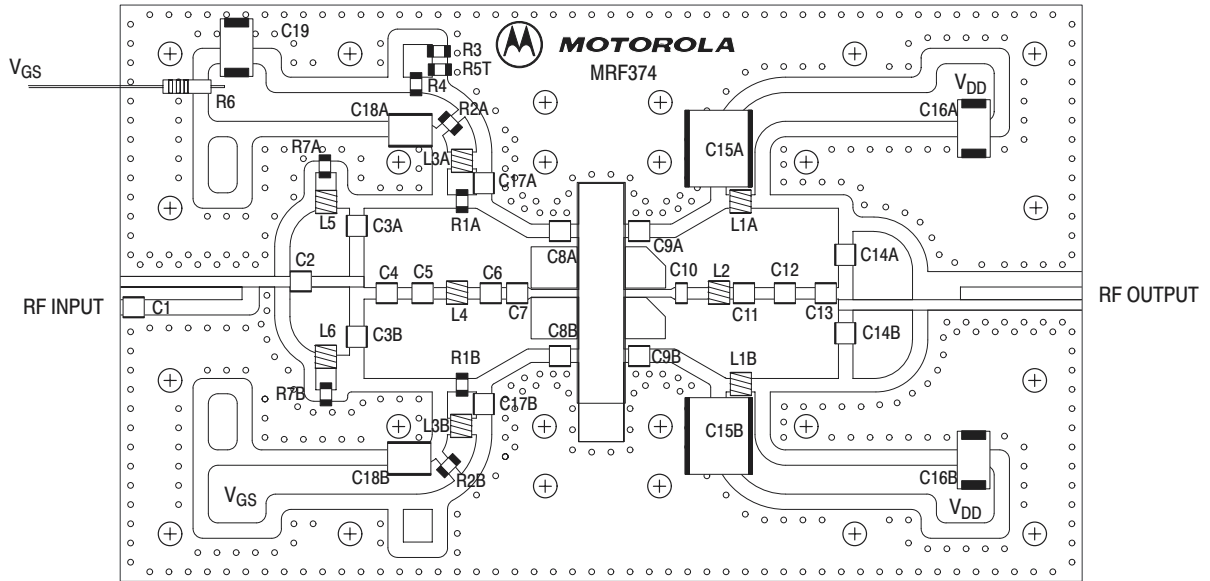 C19
MOTOROLA
MRF374
R3
R5T
R4
V_GS
R6
V_DD
C18A
R2A
C16A
C15A
R7A
L3A
C17A
L5
C3A
R1A
L1A
C8A
C9A
C14A
C2
C4
C5
C6
C10
L2
C12
L4
C7
C11
C13
RF INPUT
C1
RF OUTPUT
L6
C3B
C8B
C14B
R1B
C9B
L1B
R7B
C17B
L3B
C15B
C18B
R2B
C16B
V_GS
V_DD